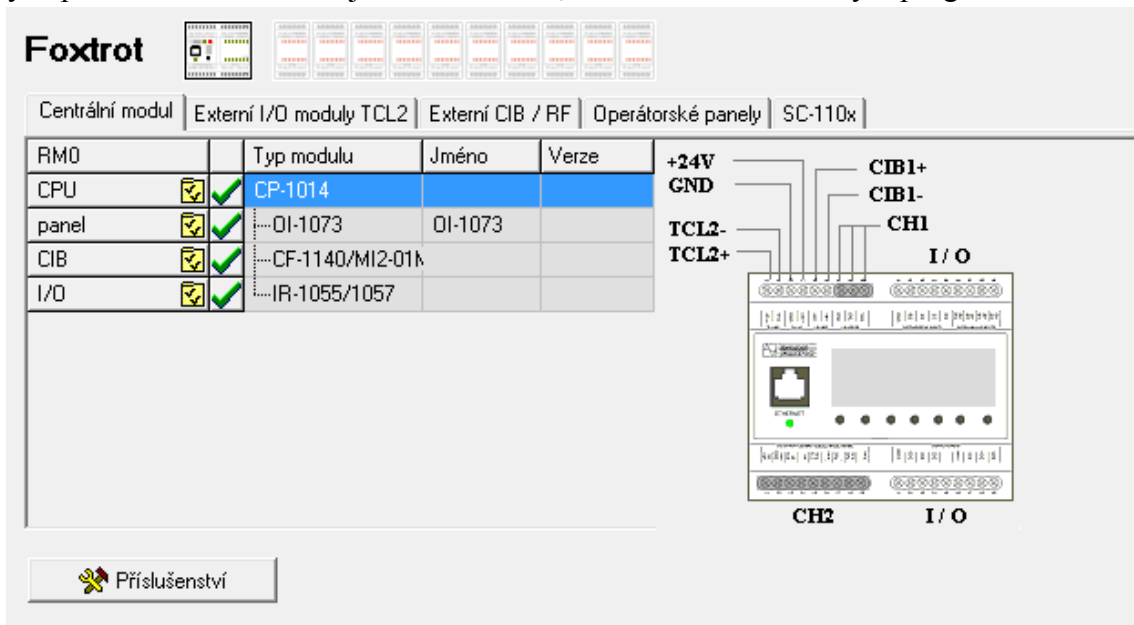 Foxtrot
Centrální modul Externí I/O moduly TCL2 Externí CIB / RF Operátorské panely SC-110x
RM0 Typ modulu Jméno Verze
CPU CP-1014
panel OI-1073 OI-1073
CIB CF-1140/MI2-01
I/O IR-1055/1057
+24V
GND
TCL2-
TCL2+
CIB1+
CIB1-
CH1
I / O
ETHERNET
CH2 I / O
Příslušenství